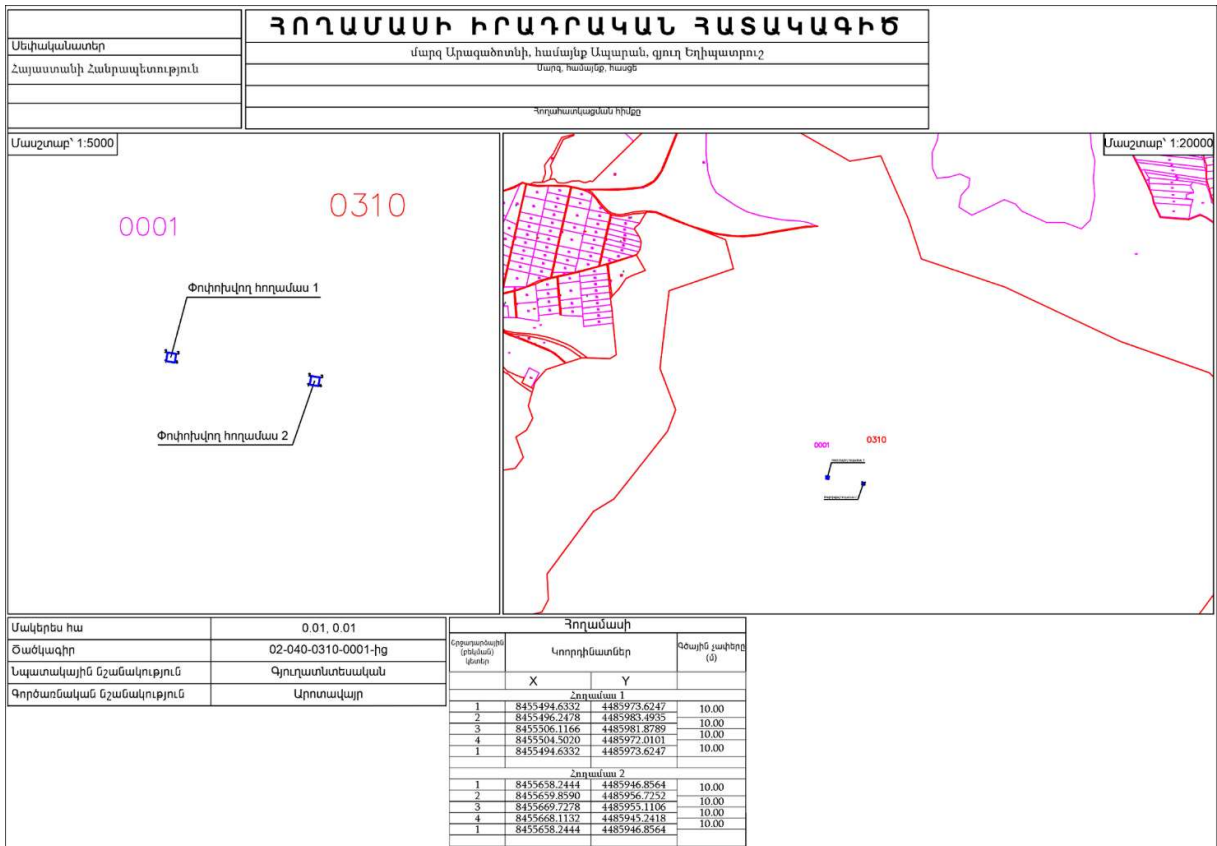 ՀՈՂԱՄԱՍԻ ԻՐԱԴՐԱԿԱՆ ՀԱՏԱԿԱԳԻԾ
Սեփականատեր
մարզ Արագածոտնի, համայնք Ապարան, գյուղ Եղիպատրուշ
Հայաստանի Հանրապետություն
Մարզ, համայնք, հասցե
Հողահատկացման հիմքը
Մասշտաբ՝ 1:5000
0001
0310
Փոփոխվող հողամաս 1
Փոփոխվող հողամաս 2
Մասշտաբ՝ 1:20000
0001
0310
Մակերես հա 0.01, 0.01
Ծածկագիր 02-040-0310-0001-հց
Նպատակային նշանակություն Գյուղատնտեսական
Գործառնական նշանակություն Արոտավայր
Հողամասի
Շրջադարձային (բեկման) կետեր
Կոորդինատներ
Գծային չափերը (մ)
X Y
Հողամաս 1
1 8455494.6332 4485973.6247 10.00
2 8455496.2478 4485983.4935 10.00
3 8455506.1166 4485981.8789 10.00
4 8455504.5020 4485972.0101 10.00
1 8455494.6332 4485973.6247
Հողամաս 2
1 8455658.2444 4485946.8564 10.00
2 8455659.8590 4485956.7252 10.00
3 8455669.7278 4485955.1106 10.00
4 8455668.1132 4485945.2418 10.00
1 8455658.2444 4485946.8564